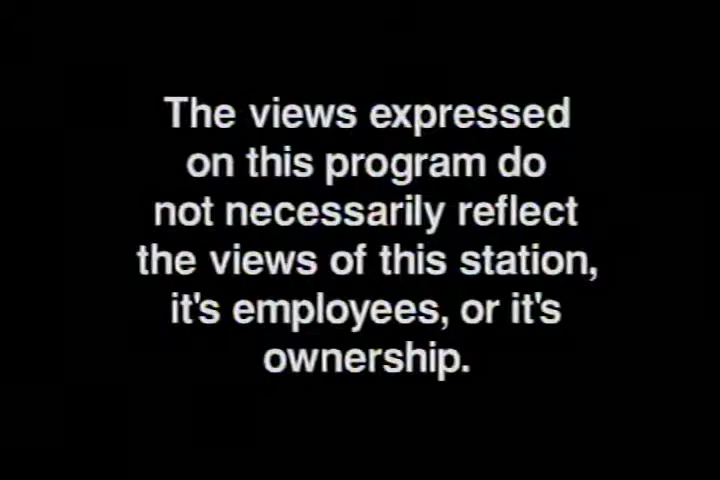 The views expressed
on this program do
not necessarily reflect
the views of this station,
it's employees, or it's
ownership.